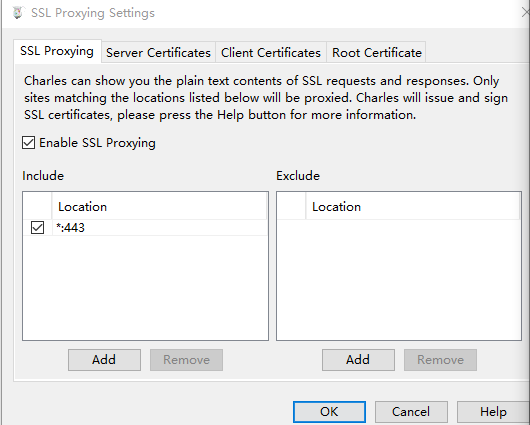 SSL Proxying Settings
SSL Proxying Server Certificates Client Certificates Root Certificate
Charles can show you the plain text contents of SSL requests and responses. Only
sites matching the locations listed below will be proxied. Charles will issue and sign
SSL certificates, please press the Help button for more information.
Enable SSL Proxying
Include Exclude
Location Location
*:443
Add Remove Add Remove
OK Cancel Help